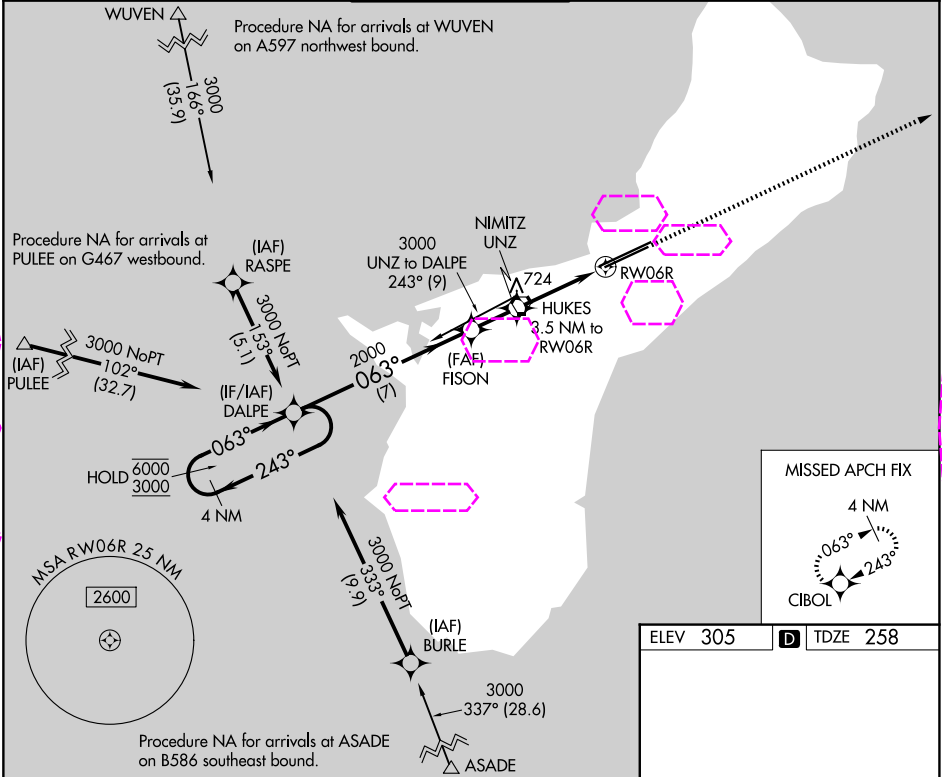 WUVEN
Procedure NA for arrivals at WUVEN
on A597 northwest bound.
3000
166°
(35.9)
Procedure NA for arrivals at
PULEE on G467 westbound.
(IAF)
RASPE
3000 NoPT
153°
(5.1)
3000
UNZ to DALPE
243° (9)
NIMITZ
UNZ
724
RW06R
HUKES
3.5 NM to
RW06R
(FAF)
FISON
2000
063°
(7)
(IAF)
PULEE
3000 NoPT
102°
(32.7)
(IF/IAF)
DALPE
063°
243°
HOLD 6000
3000
4 NM
MISSED APCH FIX
4 NM
063°
243°
CIBOL
MSA RW06R 25 NM
2600
3000 NoPT
333°
(9.9)
(IAF)
BURLE
3000
337° (28.6)
ASADE
Procedure NA for arrivals at ASADE
on B586 southeast bound.
ELEV 305 D TDZE 258